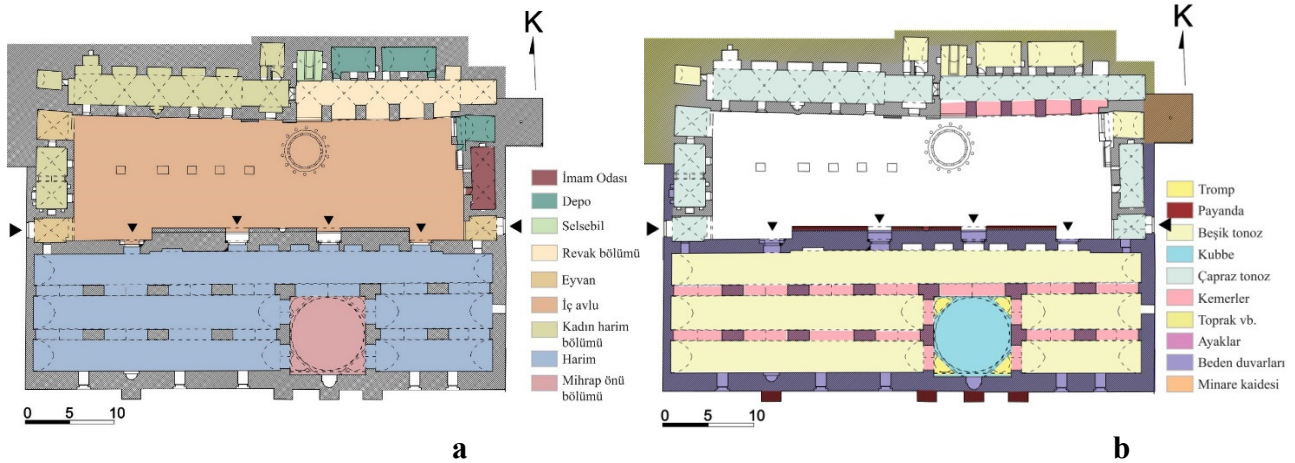 K
İmam Odası
Depo
Selsebil
Revak bölümü
Eyvan
İç avlu
Kadın harim
bölümü
Harim
Mihrap önü
bölümü
0 5 10
a
K
Tromp
Payanda
Beşik tonoz
Kubbe
Çapraz tonoz
Kemerler
Toprak vb.
Ayaklar
Beden duvarları
Minare kaidesi
0 5 10
b